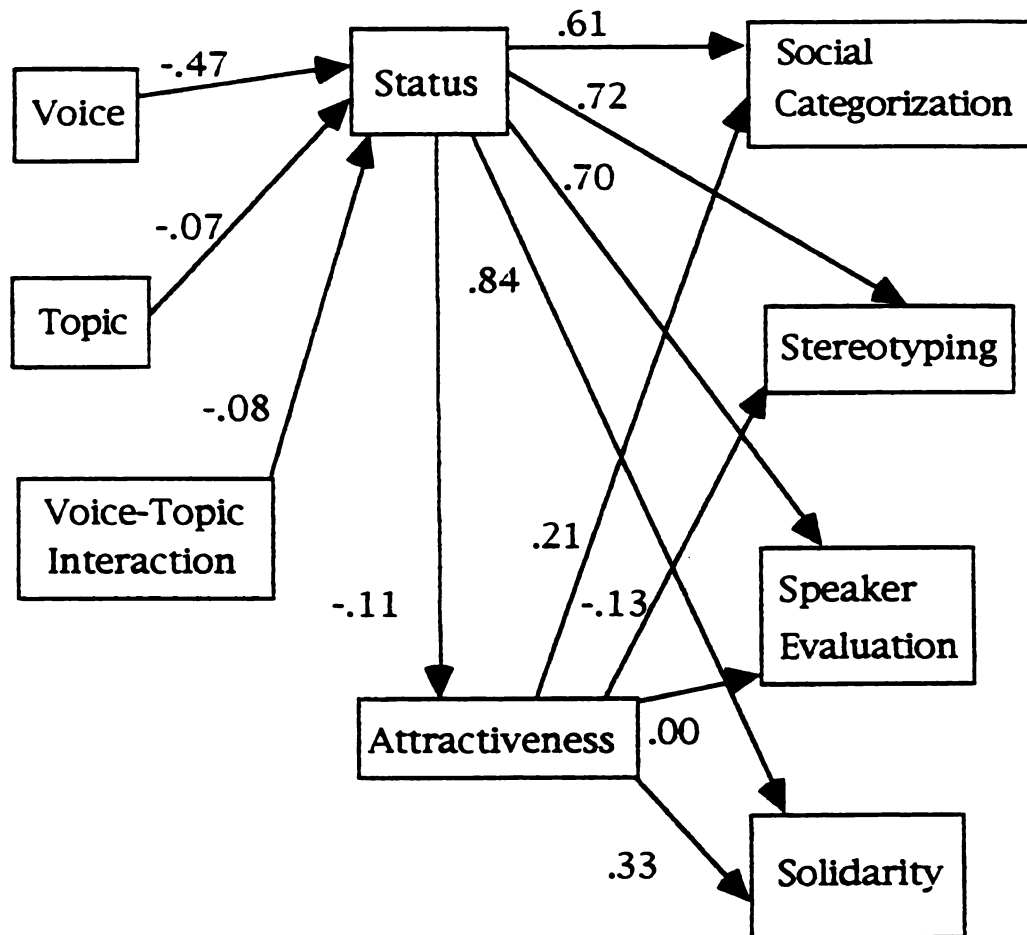 .61
Social
Categorization
-.47
Status
Voice
.72
.70
-.07
.84
Topic
Stereotyping
-.08
Voice-Topic
Interaction
.21
-.11
-.13
Speaker
Evaluation
Attractiveness
.00
.33
Solidarity